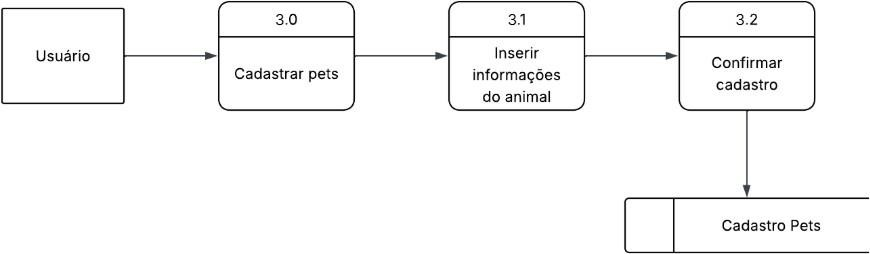 Usuário
3.0
Cadastrar pets
3.1
Inserir
informações
do animal
3.2
Confirmar
cadastro
Cadastro Pets